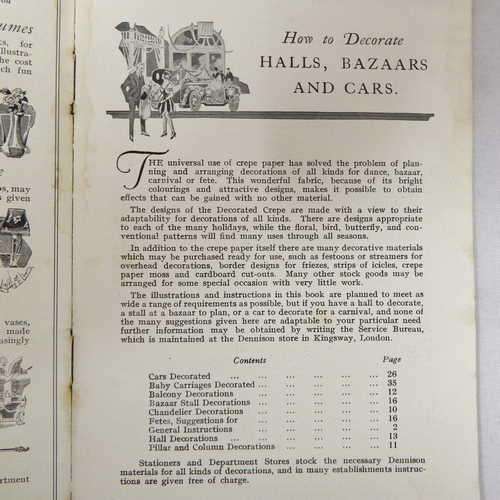 umes
ks, for
llustra-
the cost
ch fun
ps, may
s given
vases,
made
easingly
partment
How to Decorate
HALLS, BAZAARS
AND CARS.
THE universal use of crepe paper has solved the problem of plan-
ning and arranging decorations of all kinds for dance, bazaar,
carnival or fete. This wonderful fabric, because of its bright
colourings and attractive designs, makes it possible to obtain
effects that can be gained with no other material.
The designs of the Decorated Crepe are made with a view to their
adaptability for decorations of all kinds. There are designs appropriate
to each of the many holidays, while the floral, bird, butterfly, and con-
ventional patterns will find many uses through all seasons.
In addition to the crepe paper itself there are many decorative materials
which may be purchased ready for use, such as festoons or streamers for
overhead decorations, border designs for friezes, strips of icicles, crepe
paper moss and cardboard cut-outs. Many other stock goods may be
arranged for some special occasion with very little work.
The illustrations and instructions in this book are planned to meet as
wide a range of requirements as possible, but if you have a hall to decorate,
a stall at a bazaar to plan, or a car to decorate for a carnival, and none of
the many suggestions given here are adaptable to your particular need
further information may be obtained by writing the Service Bureau,
which is maintained at the Dennison store in Kingsway, London.
Contents Page
Cars Decorated ... ... ... ... ... ... 26
Baby Carriages Decorated ... ... ... ... ... 35
Balcony Decorations ... ... ... ... ... 12
Bazaar Stall Decorations ... ... ... ... ... 16
Chandelier Decorations ... ... ... ... ... 10
Fetes, Suggestions for ... ... ... ... ... 16
General Instructions ... ... ... ... ... 2
Hall Decorations ... ... ... ... ... 13
Pillar and Column Decorations ... ... ... ... 11
Stationers and Department Stores stock the necessary Dennison
materials for all kinds of decorations, and in many establishments instruc-
tions are given free of charge.